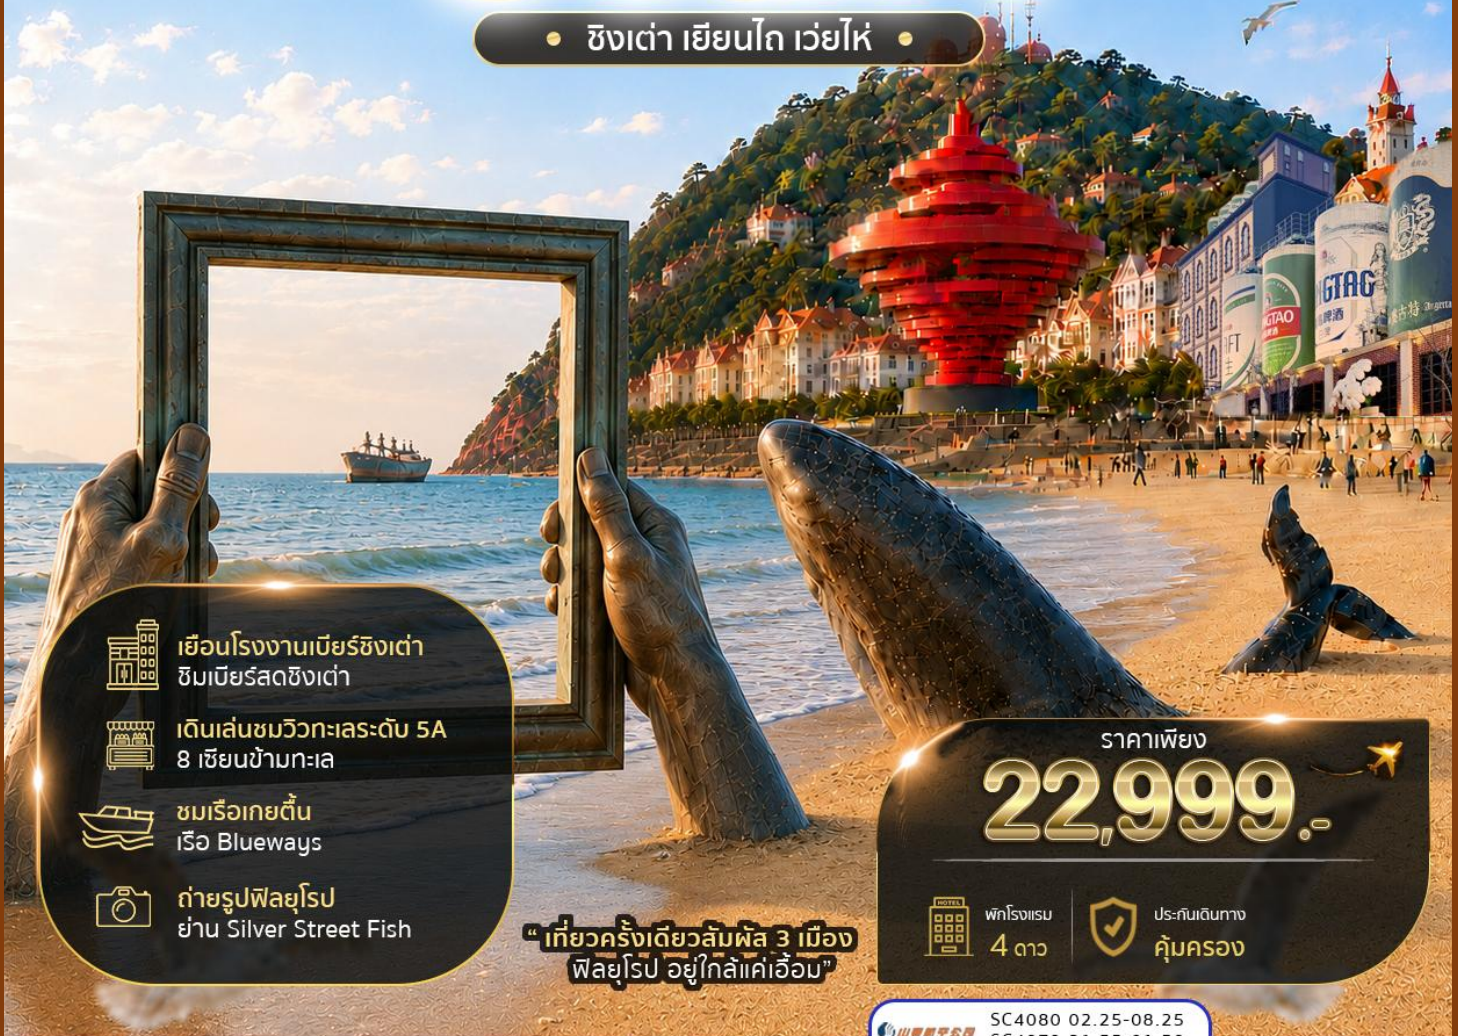 ชิงเต่า เยียนไถ เว่ยไห่
GTAG
GTAO
FT
เยือนโรงงานเบียร์ชิงเต่า
ชิมเบียร์สดชิงเต่า
เดินเล่นชมวิวทะเลระดับ 5A
8 เซียนข้ามทะเล
ชมเรือเกยตื้น
เรือ Blueways
ถ่ายรูปฟิลยุโรป
ย่าน Silver Street Fish
“ เที่ยวครั้งเดียวสัมผัส 3 เมือง
ฟิลยุโรป อยู่ใกล้แค่เอื้อม”
ราคาเพียง
22,999.-
HOTEL
พักโรงแรม
4 ดาว
ประกันเดินทาง
คุ้มครอง
SC4080 02.25-08.25